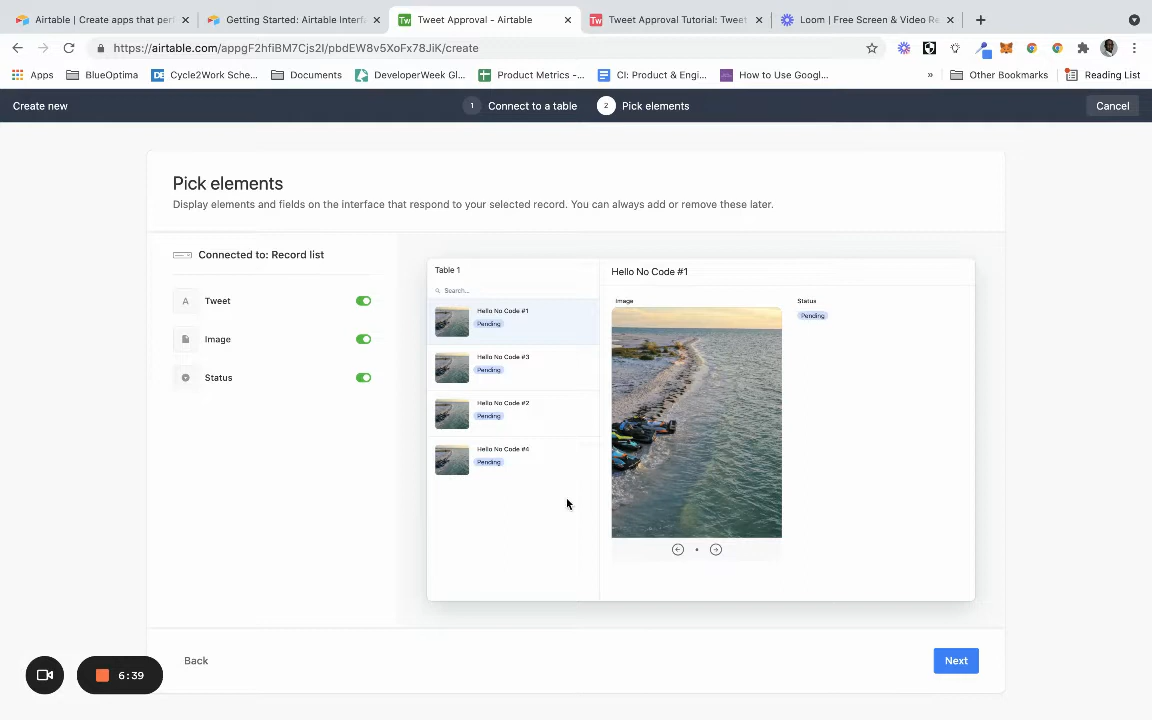 Airtable | Create apps that per
Getting Started: Airtable Interf
Tweet Approval - Airtable
Tweet Approval Tutorial: Tweet
Loom | Free Screen & Video Re
https://airtable.com/appgF2hfiBM7Cjs2l/pbdEW8v5XoFx78JiK/create
Apps
BlueOptima
Cycle2Work Sche...
Documents
DeveloperWeek Gl...
Product Metrics -...
CI: Product & Engi...
How to Use Googl...
»
Other Bookmarks
Reading List
Create new
1 Connect to a table
2 Pick elements
Cancel
Pick elements
Display elements and fields on the interface that respond to your selected record. You can always add or remove these later.
Connected to: Record list
A Tweet
Image
Status
Table 1
Search...
Hello No Code #1
Pending
Hello No Code #3
Pending
Hello No Code #2
Pending
Hello No Code #4
Pending
Hello No Code #1
Image
Status
Pending
Back
Next
6:39